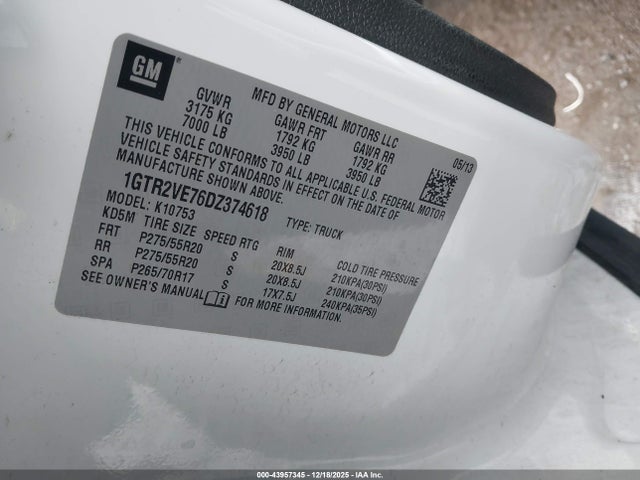 GM
MFD BY GENERAL MOTORS LLC
05/13
GVWR GAWR FRT GAWR RR
3175 KG 1792 KG 1792 KG
7000 LB 3950 LB 3950 LB
THIS VEHICLE CONFORMS TO ALL APPLICABLE U.S. FEDERAL MOTOR
VEHICLE SAFETY STANDARDS IN EFFECT ON THE DATE OF
MANUFACTURE SHOWN ABOVE.
1GTR2VE76DZ374618 TYPE: TRUCK
MODEL: K10753
KD5M TIRE SIZE SPEED RTG RIM COLD TIRE PRESSURE
FRT P275/55R20 S 20X8.5J 210KPA(30PSI)
RR P275/55R20 S 20X8.5J 210KPA(30PSI)
SPA P265/70R17 S 17X7.5J 240KPA(35PSI)
SEE OWNER'S MANUAL FOR MORE INFORMATION.
000-43957345 - 12/18/2025 - IAA Inc.